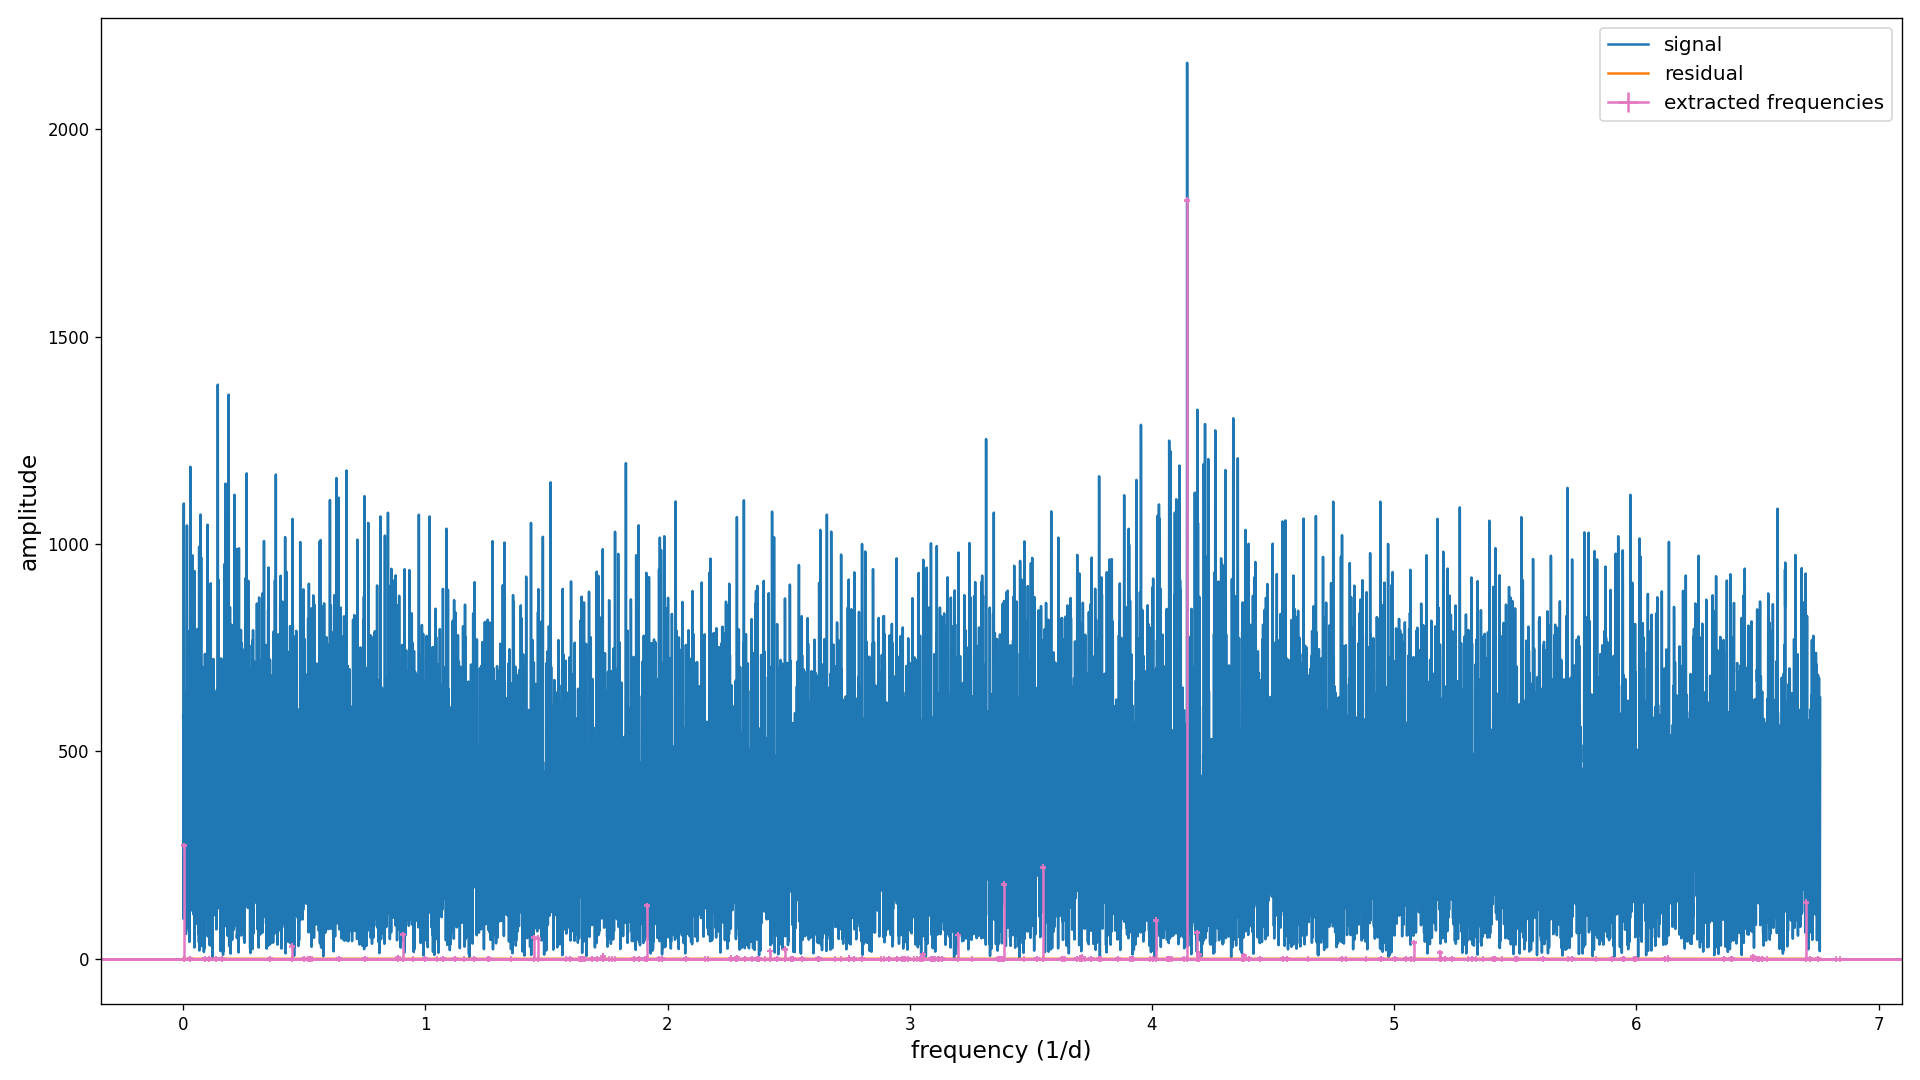 signal
residual
extracted frequencies
amplitude
2000
1500
1000
500
0
0 1 2 3 4 5 6 7
frequency (1/d)